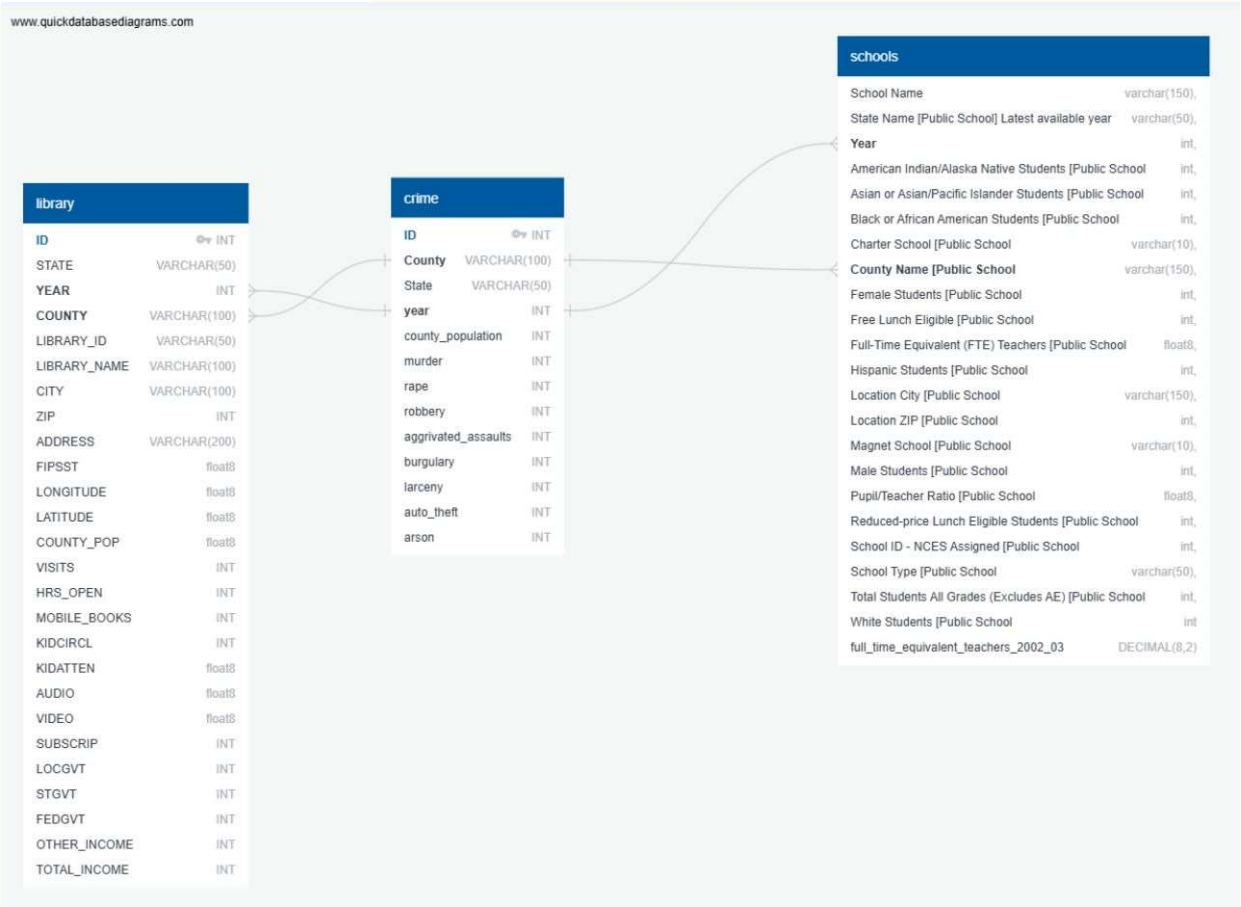 www.quickdatabasediagrams.com
library
ID INT
STATE VARCHAR(50)
YEAR INT
COUNTY VARCHAR(100)
LIBRARY_ID VARCHAR(50)
LIBRARY_NAME VARCHAR(100)
CITY VARCHAR(100)
ZIP INT
ADDRESS VARCHAR(200)
FIPSST float8
LONGITUDE float8
LATITUDE float8
COUNTY_POP float8
VISITS INT
HRS_OPEN INT
MOBILE_BOOKS INT
KIDCIRCL INT
KIDATTEN float8
AUDIO float8
VIDEO float8
SUBSCRIP INT
LOCGVT INT
STGVT INT
FEDGVT INT
OTHER_INCOME INT
TOTAL_INCOME INT
crime
ID INT
County VARCHAR(100)
State VARCHAR(50)
year INT
county_population INT
murder INT
rape INT
robbery INT
aggrivated_assaults INT
burgulary INT
larceny INT
auto_theft INT
arson INT
schools
School Name varchar(150),
State Name [Public School] Latest available year varchar(50),
Year int,
American Indian/Alaska Native Students [Public School int,
Asian or Asian/Pacific Islander Students [Public School int,
Black or African American Students [Public School int,
Charter School [Public School varchar(10),
County Name [Public School varchar(150),
Female Students [Public School int,
Free Lunch Eligible [Public School int,
Full-Time Equivalent (FTE) Teachers [Public School float8,
Hispanic Students [Public School int,
Location City [Public School varchar(150),
Location ZIP [Public School int,
Magnet School [Public School varchar(10),
Male Students [Public School int,
Pupil/Teacher Ratio [Public School float8,
Reduced-price Lunch Eligible Students [Public School int,
School ID - NCES Assigned [Public School int,
School Type [Public School varchar(50),
Total Students All Grades (Excludes AE) [Public School int,
White Students [Public School int
full_time_equivalent_teachers_2002_03 DECIMAL(8,2)